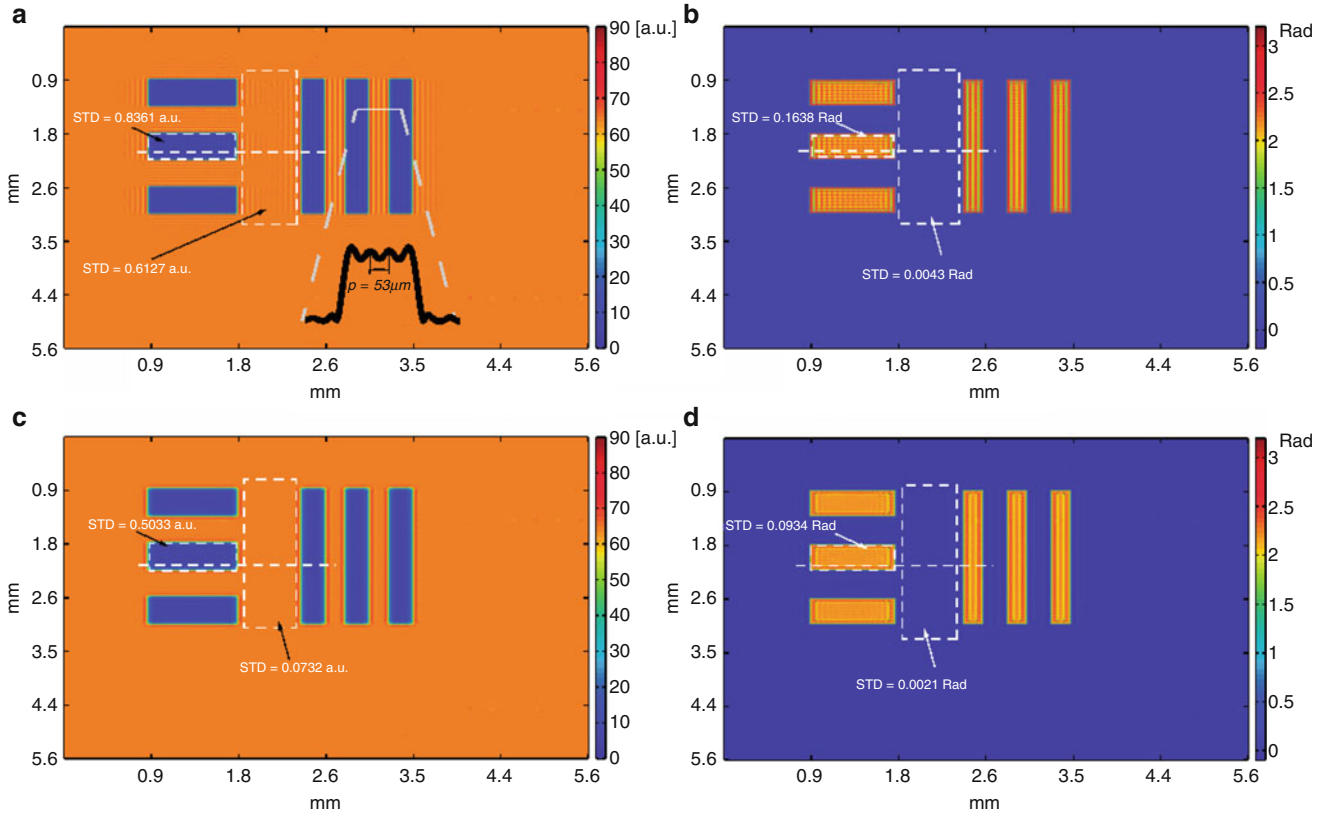 a
90 [a.u.]
80
70
60
50
40
30
20
10
0
mm
0.9
1.8
2.6
3.5
4.4
5.6
STD = 0.8361 a.u.
STD = 0.6127 a.u.
p = 53μm
0.9 1.8 2.6 3.5 4.4 5.6
mm
b
Rad
3
2.5
2
1.5
1
0.5
0
mm
0.9
1.8
2.6
3.5
4.4
5.6
STD = 0.1638 Rad
STD = 0.0043 Rad
0.9 1.8 2.6 3.5 4.4 5.6
mm
c
90 [a.u.]
80
70
60
50
40
30
20
10
0
mm
0.9
1.8
2.6
3.5
4.4
5.6
STD = 0.5033 a.u.
STD = 0.0732 a.u.
0.9 1.8 2.6 3.5 4.4 5.6
mm
d
Rad
3
2.5
2
1.5
1
0.5
0
mm
0.9
1.8
2.6
3.5
4.4
5.6
STD = 0.0934 Rad
STD = 0.0021 Rad
0.9 1.8 2.6 3.5 4.4 5.6
mm